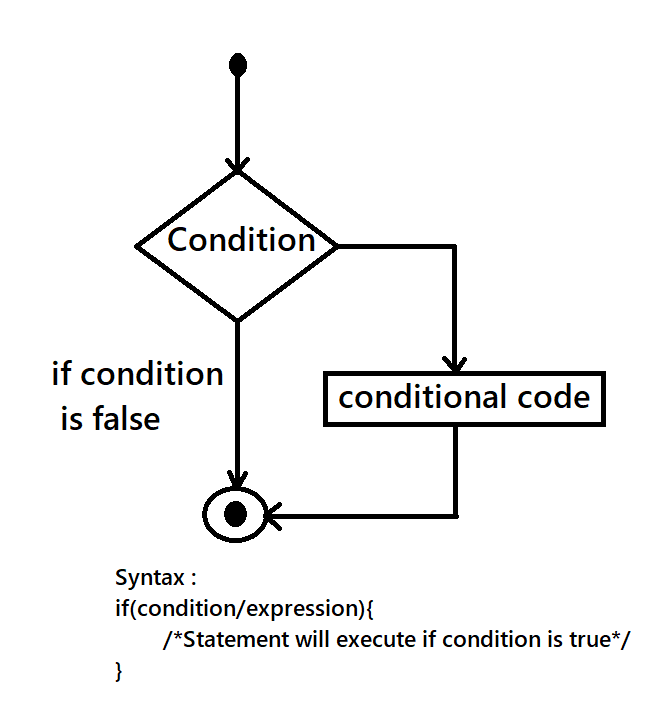 Condition
if condition
is false
conditional code
Syntax :
if(condition/expression){
/*Statement will execute if condition is true*/
}